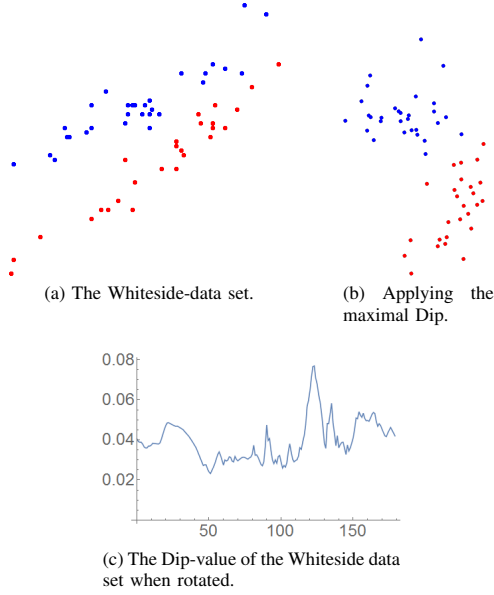 (a) The Whiteside-data set.
(b) Applying the
maximal Dip.
0.08
0.06
0.04
0.02
50
100
150
(c) The Dip-value of the Whiteside data
set when rotated.